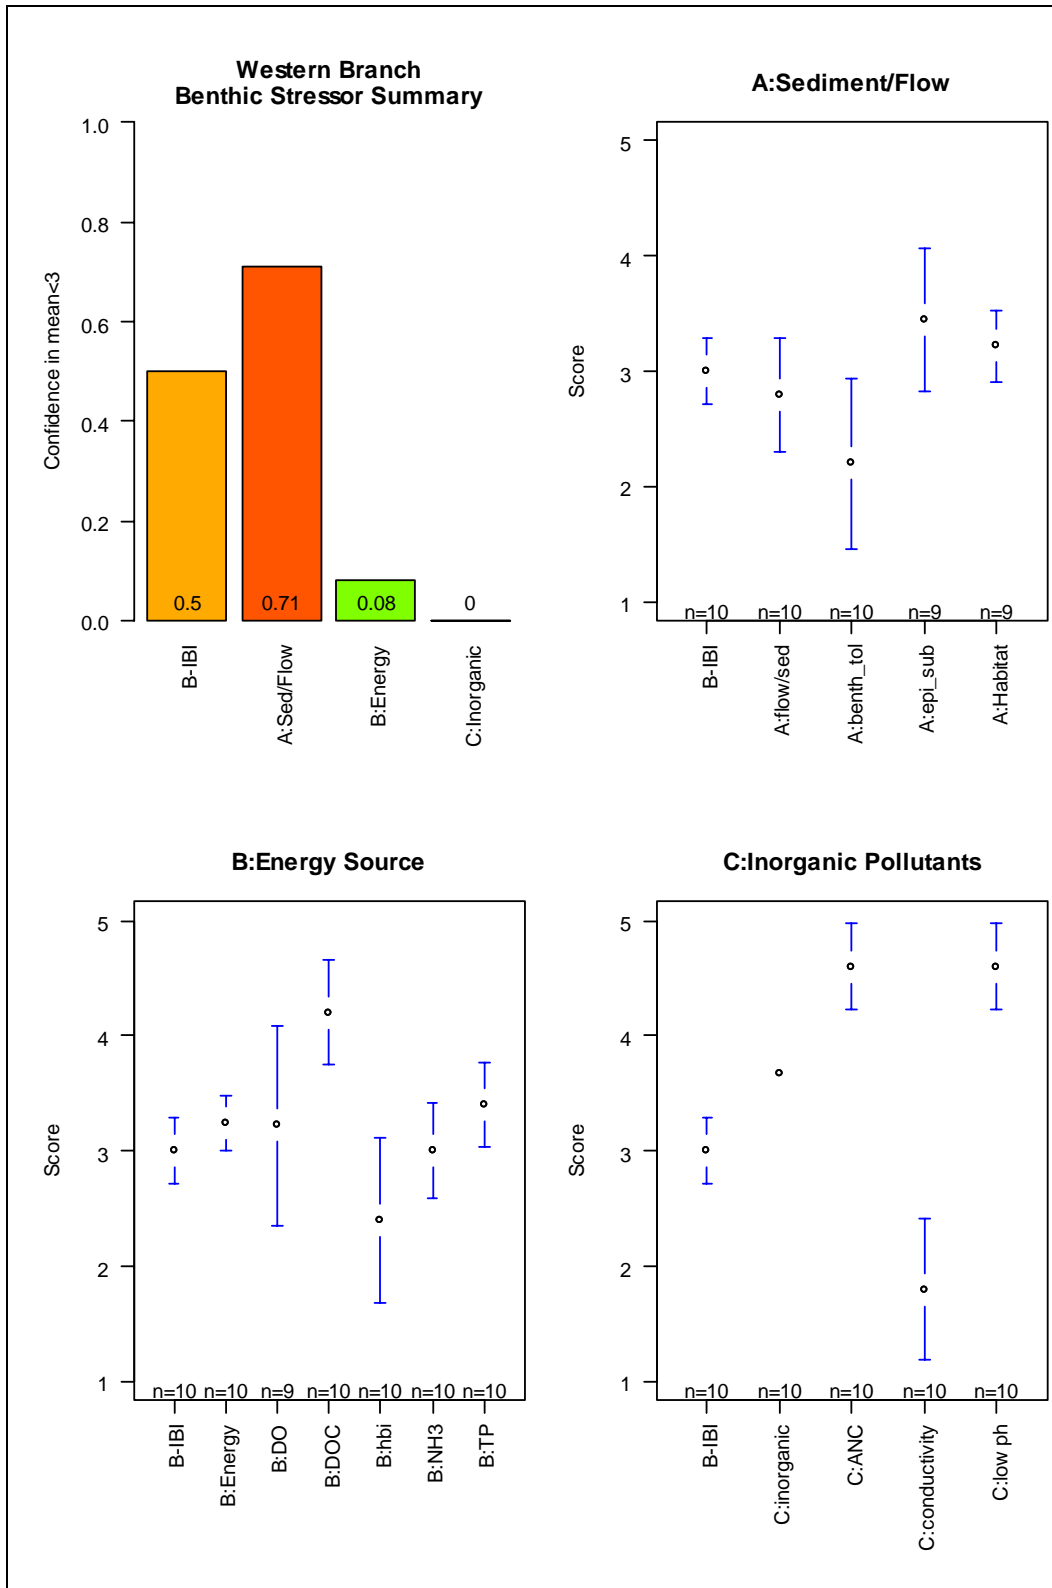 Western Branch
Benthic Stressor Summary
Confidence in mean<3
1.0
0.8
0.6
0.4
0.2
0.0
0.5
0.71
0.08
0
B-IBI
A:Sed/Flow
B:Energy
C:Inorganic
A:Sediment/Flow
Score
5
4
3
2
1
n=10
n=10
n=10
n=9
n=9
B-IBI
A:flow/sed
A:benth_tol
A:epi_sub
A:Habitat
B:Energy Source
Score
5
4
3
2
1
n=10
n=10
n=9
n=10
n=10
n=10
n=10
B-IBI
B:Energy
B:DO
B:DOC
B:hbi
B:NH3
B:TP
C:Inorganic Pollutants
Score
5
4
3
2
1
n=10
n=10
n=10
n=10
n=10
B-IBI
C:inorganic
C:ANC
C:conductivity
C:low ph